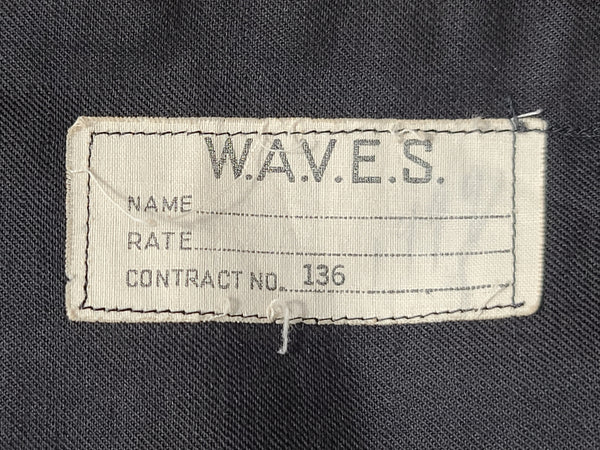 W.A.V.E.S.
NAME
RATE
CONTRACT NO. 136